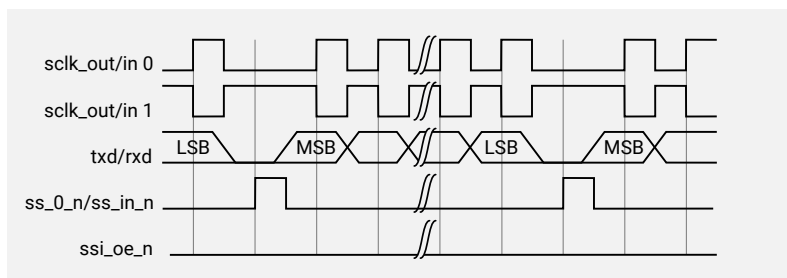 sclk_out/in 0
sclk_out/in 1
txd/rxd LSB MSB LSB MSB
ss_0_n/ss_in_n
ssi_oe_n